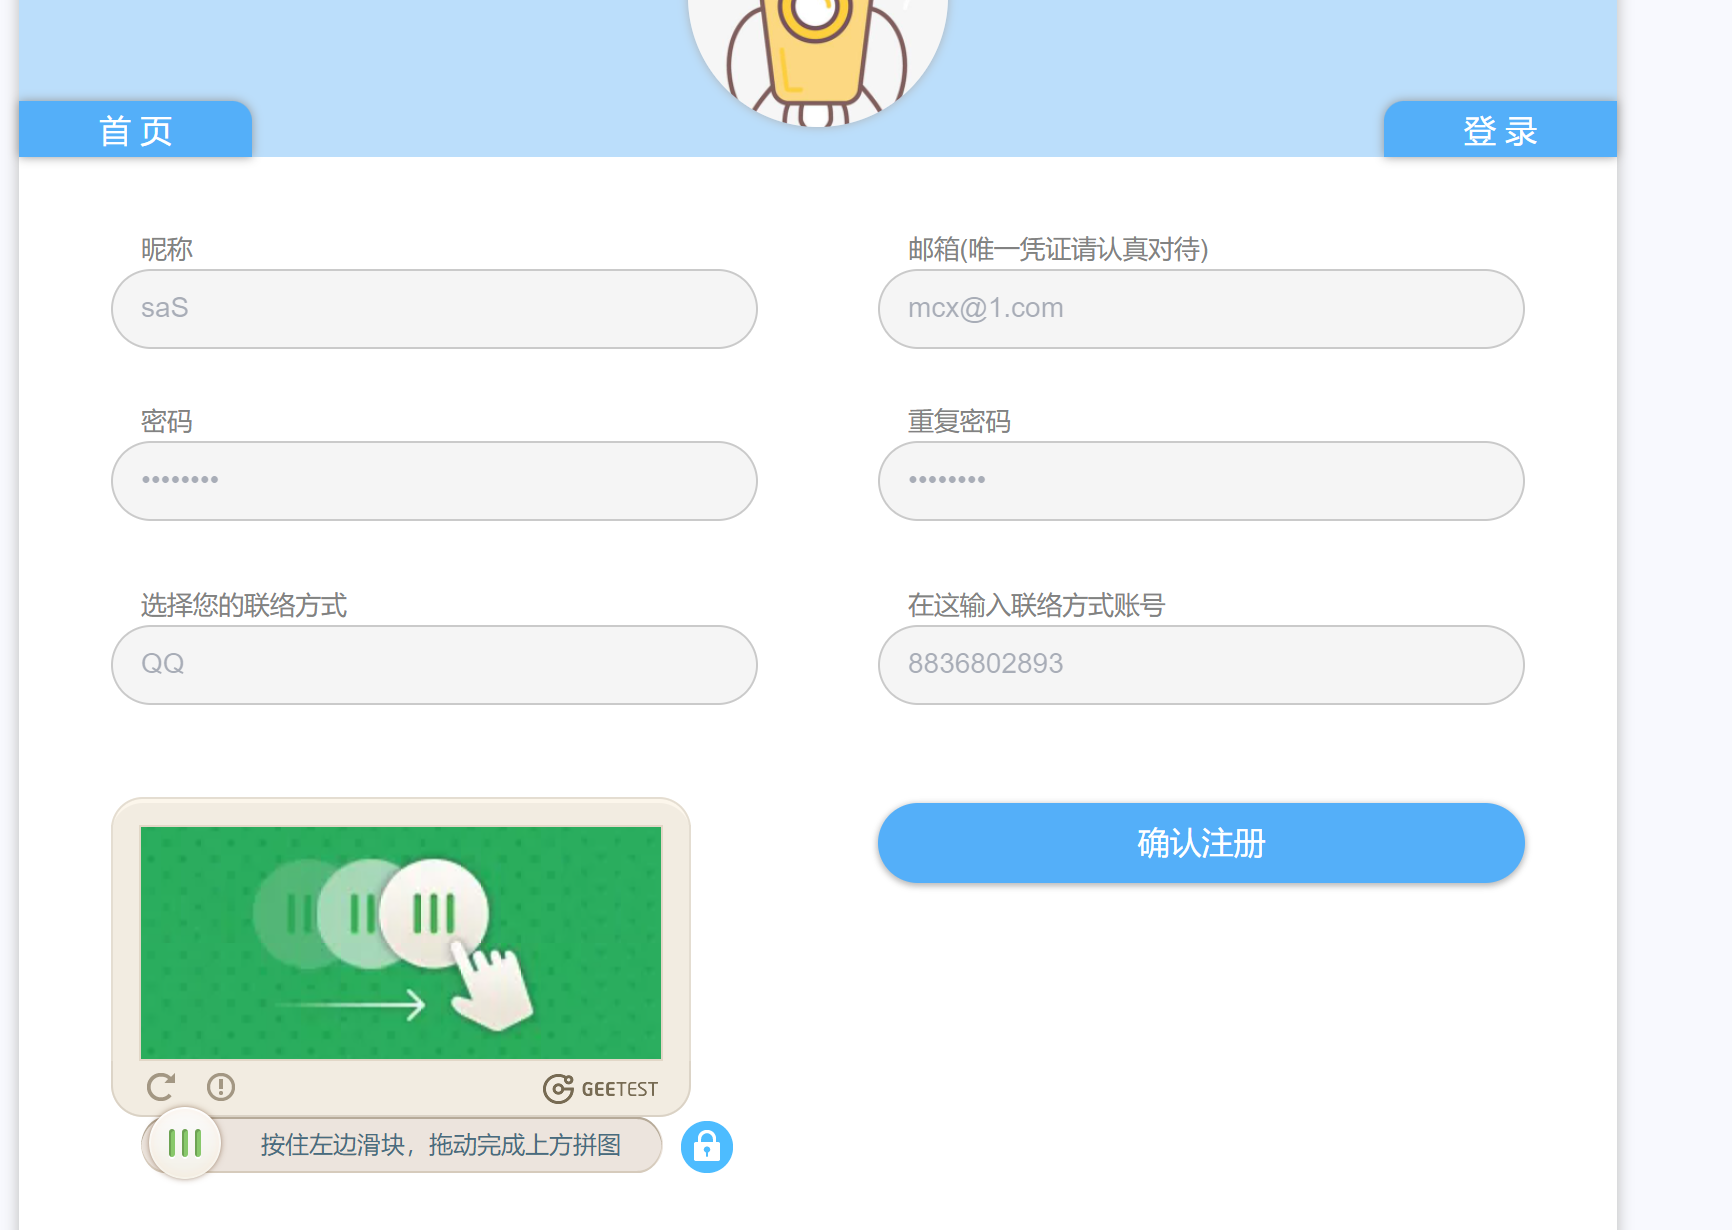 首 页
登 录
昵称
邮箱(唯一凭证请认真对待)
saS
mcx@1.com
密码
重复密码
••••••••
••••••••
选择您的联络方式
在这输入联络方式账号
QQ
8836802893
确认注册
GEETEST
按住左边滑块，拖动完成上方拼图